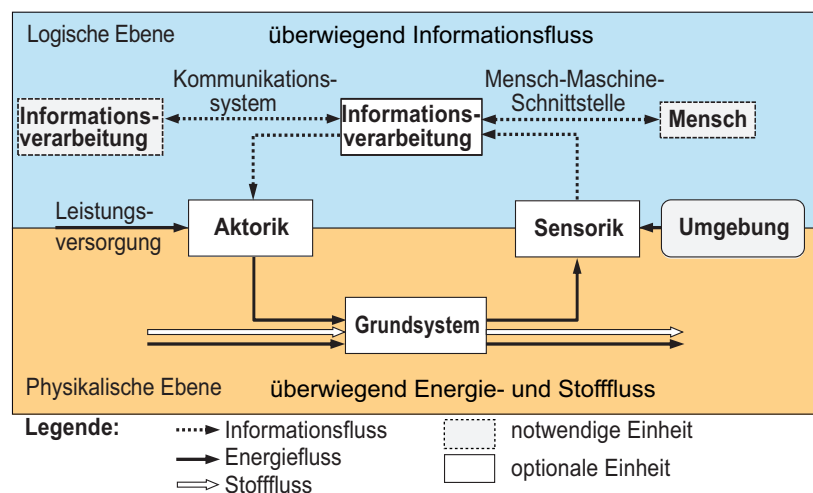 Logische Ebene
überwiegend Informationsfluss
Kommunikations-
system
Mensch-Maschine-
Schnittstelle
Informations-
verarbeitung
Informations-
verarbeitung
Mensch
Leistungs-
versorgung
Aktorik
Sensorik
Umgebung
Grundsystem
Physikalische Ebene
überwiegend Energie- und Stofffluss
Legende:
Informationsfluss
Energiefluss
Stofffluss
notwendige Einheit
optionale Einheit